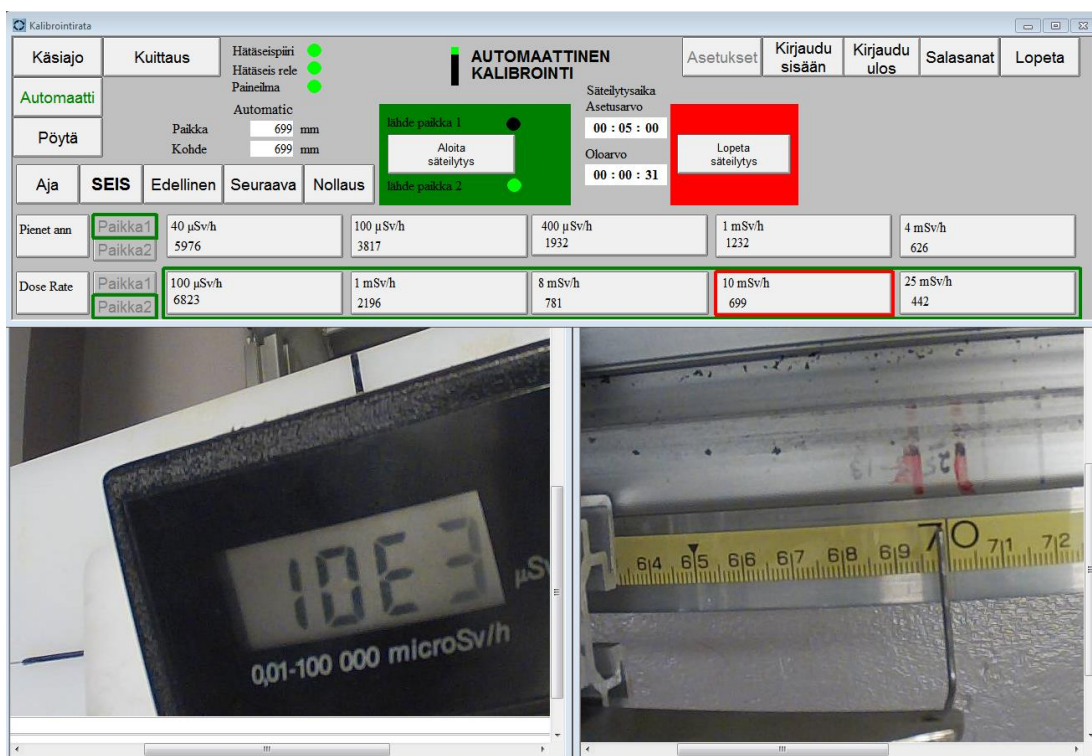 Kalibrointirata
Käsiajo
Kuittaus
Hätäseispiiri
Hätäseis rele
Paineilma
AUTOMAATTINEN
KALIBROINTI
Asetukset
Kirjaudu
sisään
Kirjaudu
ulos
Salasanat
Lopeta
Automaatti
Automatic
Pöytä
Paikka 699 mm
Kohde 699 mm
lähde paikka 1
Aloita
säteilytys
lähde paikka 2
Säteilytysaika
Asetusarvo
00 : 05 : 00
Oloarvo
00 : 00 : 31
Lopeta
säteilytys
Aja
SEIS
Edellinen
Seuraava
Nollaus
Pienet ann
Paikka1
Paikka2
40 µSv/h
5976
100 µSv/h
3817
400 µSv/h
1932
1 mSv/h
1232
4 mSv/h
626
Dose Rate
Paikka1
Paikka2
100 µSv/h
6823
1 mSv/h
2196
8 mSv/h
781
10 mSv/h
699
25 mSv/h
442
10E3
µS
0,01-100 000 microSv/h
64 65 66 67 68 69 70 71 72